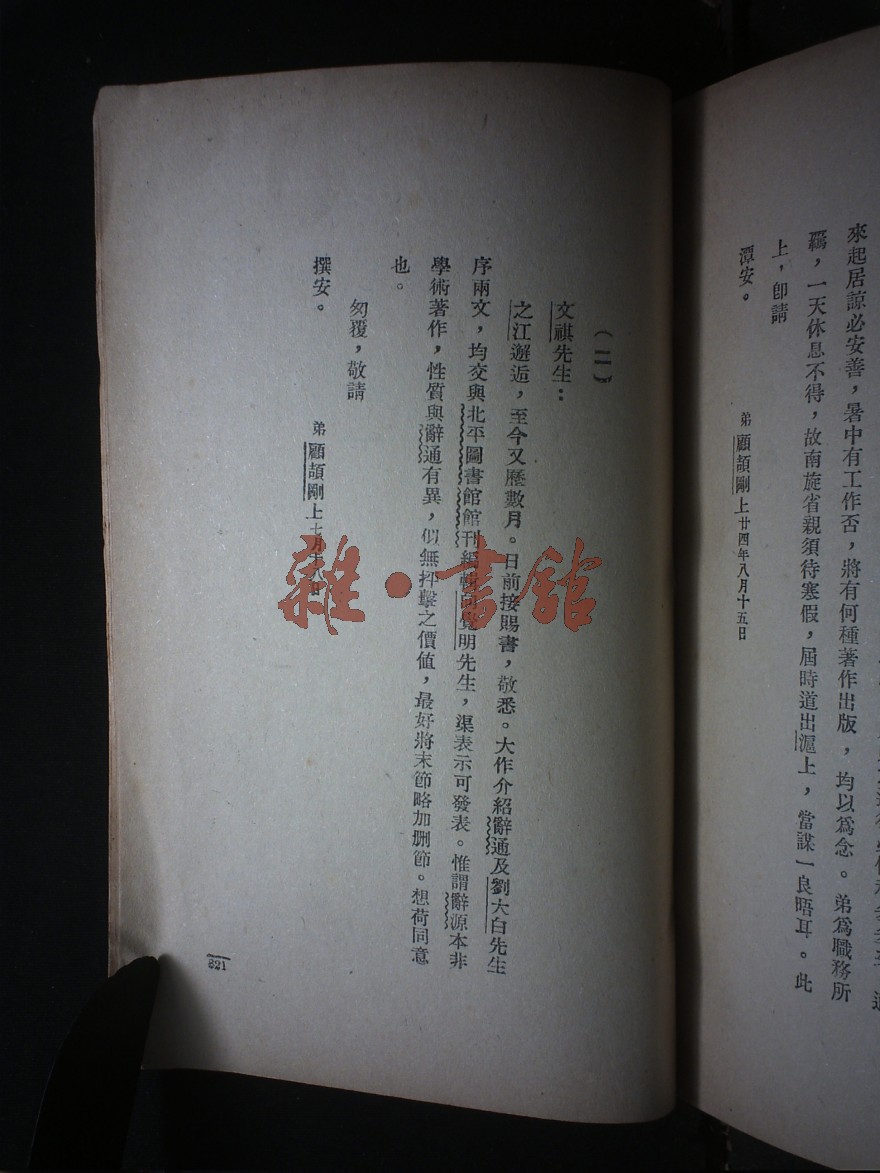 來起居諒必安善，暑中有工作否，將有何種著作出版，均以爲念。弟爲職務所
羈，一天休息不得，故南旋省親須待寒假，屆時道出滬上，當謀一良晤耳。此
上，卽請
潭安。
弟顧頡剛上廿四年八月十五日
（二）
文祺先生：
之江邂逅，至今又歷數月。日前接賜書，敬悉。大作介紹辭通及劉大白先生
序兩文，均交與北平圖書館館刊編輯向覺明先生，渠表示可發表。惟謂辭源本非
學術著作，性質與辭通有異，似無抨擊之價値，最好將末節略加刪節。想荷同意
也。
匆覆，敬請
撰安。
弟顧頡剛上七月十八日
621
雜·書館